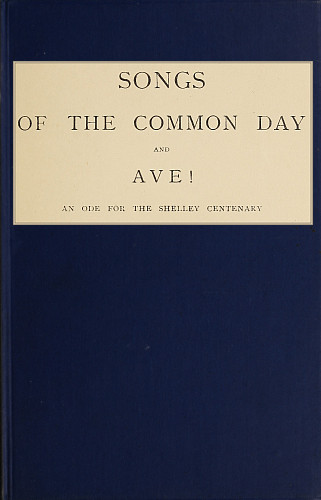 SONGS
OF THE COMMON DAY
AND
AVE!
AN ODE FOR THE SHELLEY CENTENARY